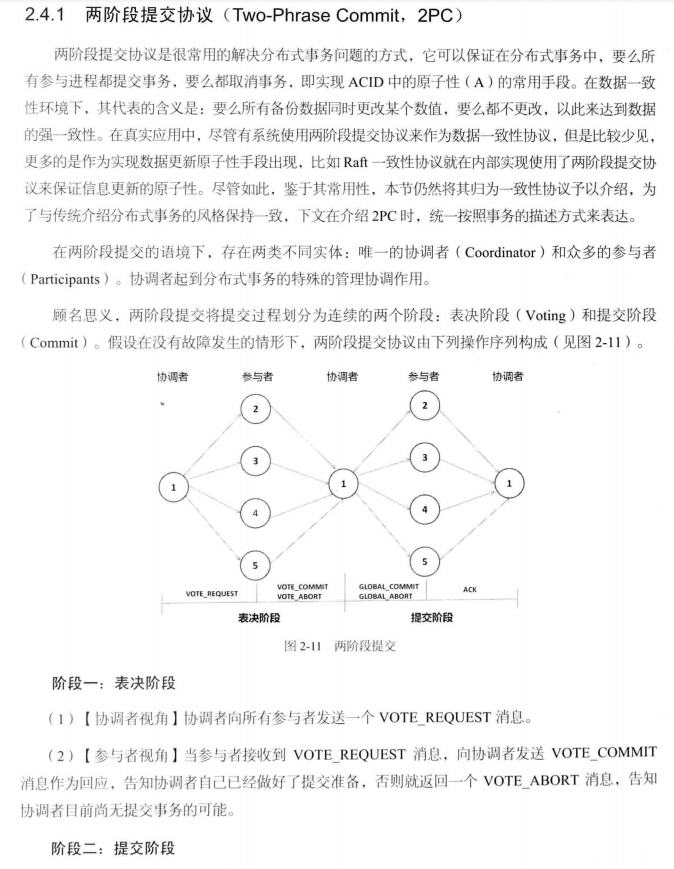 2.4.1 两阶段提交协议（Two-Phrase Commit，2PC）
两阶段提交协议是很常用的解决分布式事务问题的方式，它可以保证在分布式事务中，要么所
有参与进程都提交事务，要么都取消事务，即实现 ACID 中的原子性（A）的常用手段。在数据一致
性环境下，其代表的含义是：要么所有备份数据同时更改某个数值，要么都不更改，以此来达到数据
的强一致性。在真实应用中，尽管有系统使用两阶段提交协议来作为数据一致性协议，但是比较少见，
更多的是作为实现数据更新原子性手段出现，比如 Raft 一致性协议就在内部实现使用了两阶段提交协
议来保证信息更新的原子性。尽管如此，鉴于其常用性，本节仍然将其归为一致性协议予以介绍，为
了与传统介绍分布式事务的风格保持一致，下文在介绍 2PC 时，统一按照事务的描述方式来表达。
在两阶段提交的语境下，存在两类不同实体：唯一的协调者（Coordinator）和众多的参与者
（Participants）。协调者起到分布式事务的特殊的管理协调作用。
顾名思义，两阶段提交将提交过程划分为连续的两个阶段：表决阶段（Voting）和提交阶段
（Commit）。假设在没有故障发生的情形下，两阶段提交协议由下列操作序列构成（见图 2-11）。
协调者 参与者 协调者 参与者 协调者
2 2
3 3
1 1 1
4 4
5 5
VOTE_REQUEST VOTE_COMMIT GLOBAL_COMMIT ACK
VOTE_ABORT GLOBAL_ABORT
表决阶段 提交阶段
图 2-11 两阶段提交
阶段一：表决阶段
（1）【协调者视角】协调者向所有参与者发送一个 VOTE_REQUEST 消息。
（2）【参与者视角】当参与者接收到 VOTE_REQUEST 消息，向协调者发送 VOTE_COMMIT
消息作为回应，告知协调者自己已经做好了提交准备，否则就返回一个 VOTE_ABORT 消息，告知
协调者目前尚无提交事务的可能。
阶段二：提交阶段